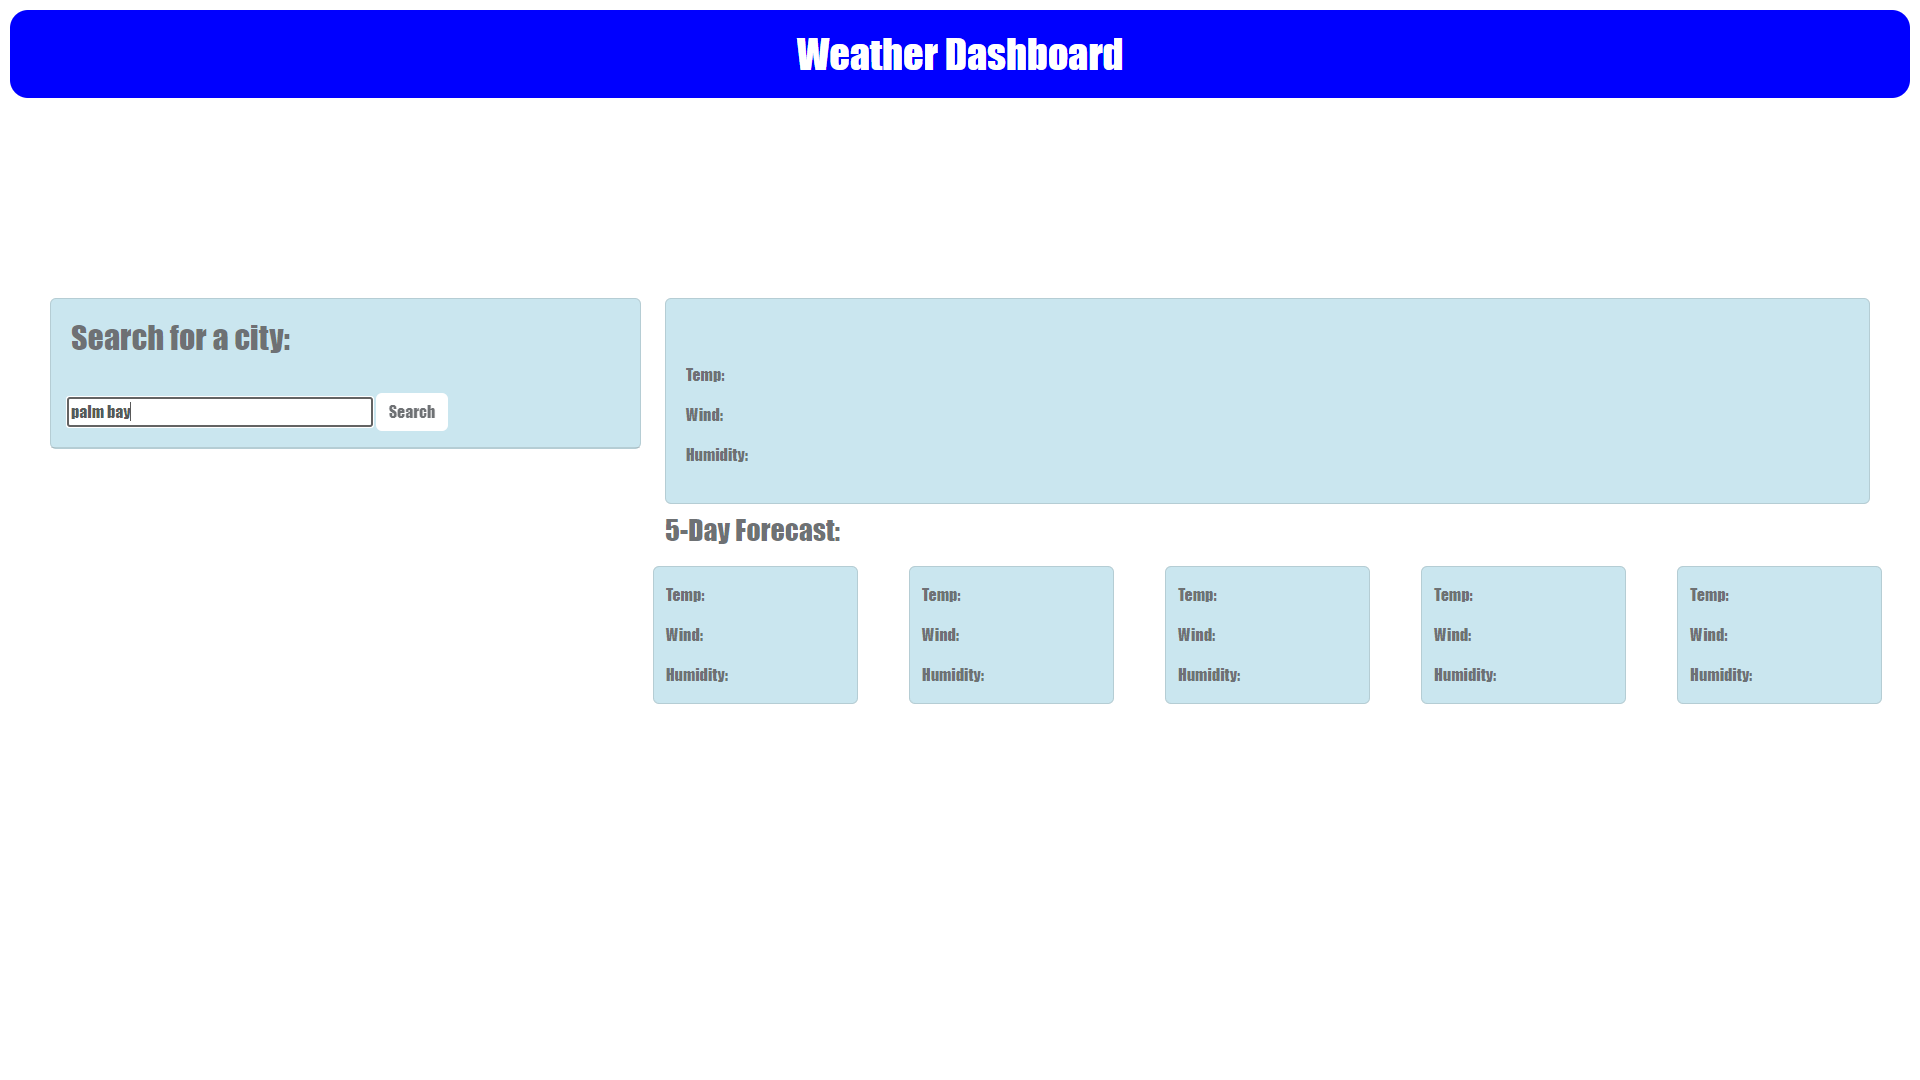 Weather Dashboard
Search for a city:
palm bay
Search
Temp:
Wind:
Humidity:
5-Day Forecast:
Temp:
Wind:
Humidity:
Temp:
Wind:
Humidity:
Temp:
Wind:
Humidity:
Temp:
Wind:
Humidity:
Temp:
Wind:
Humidity: